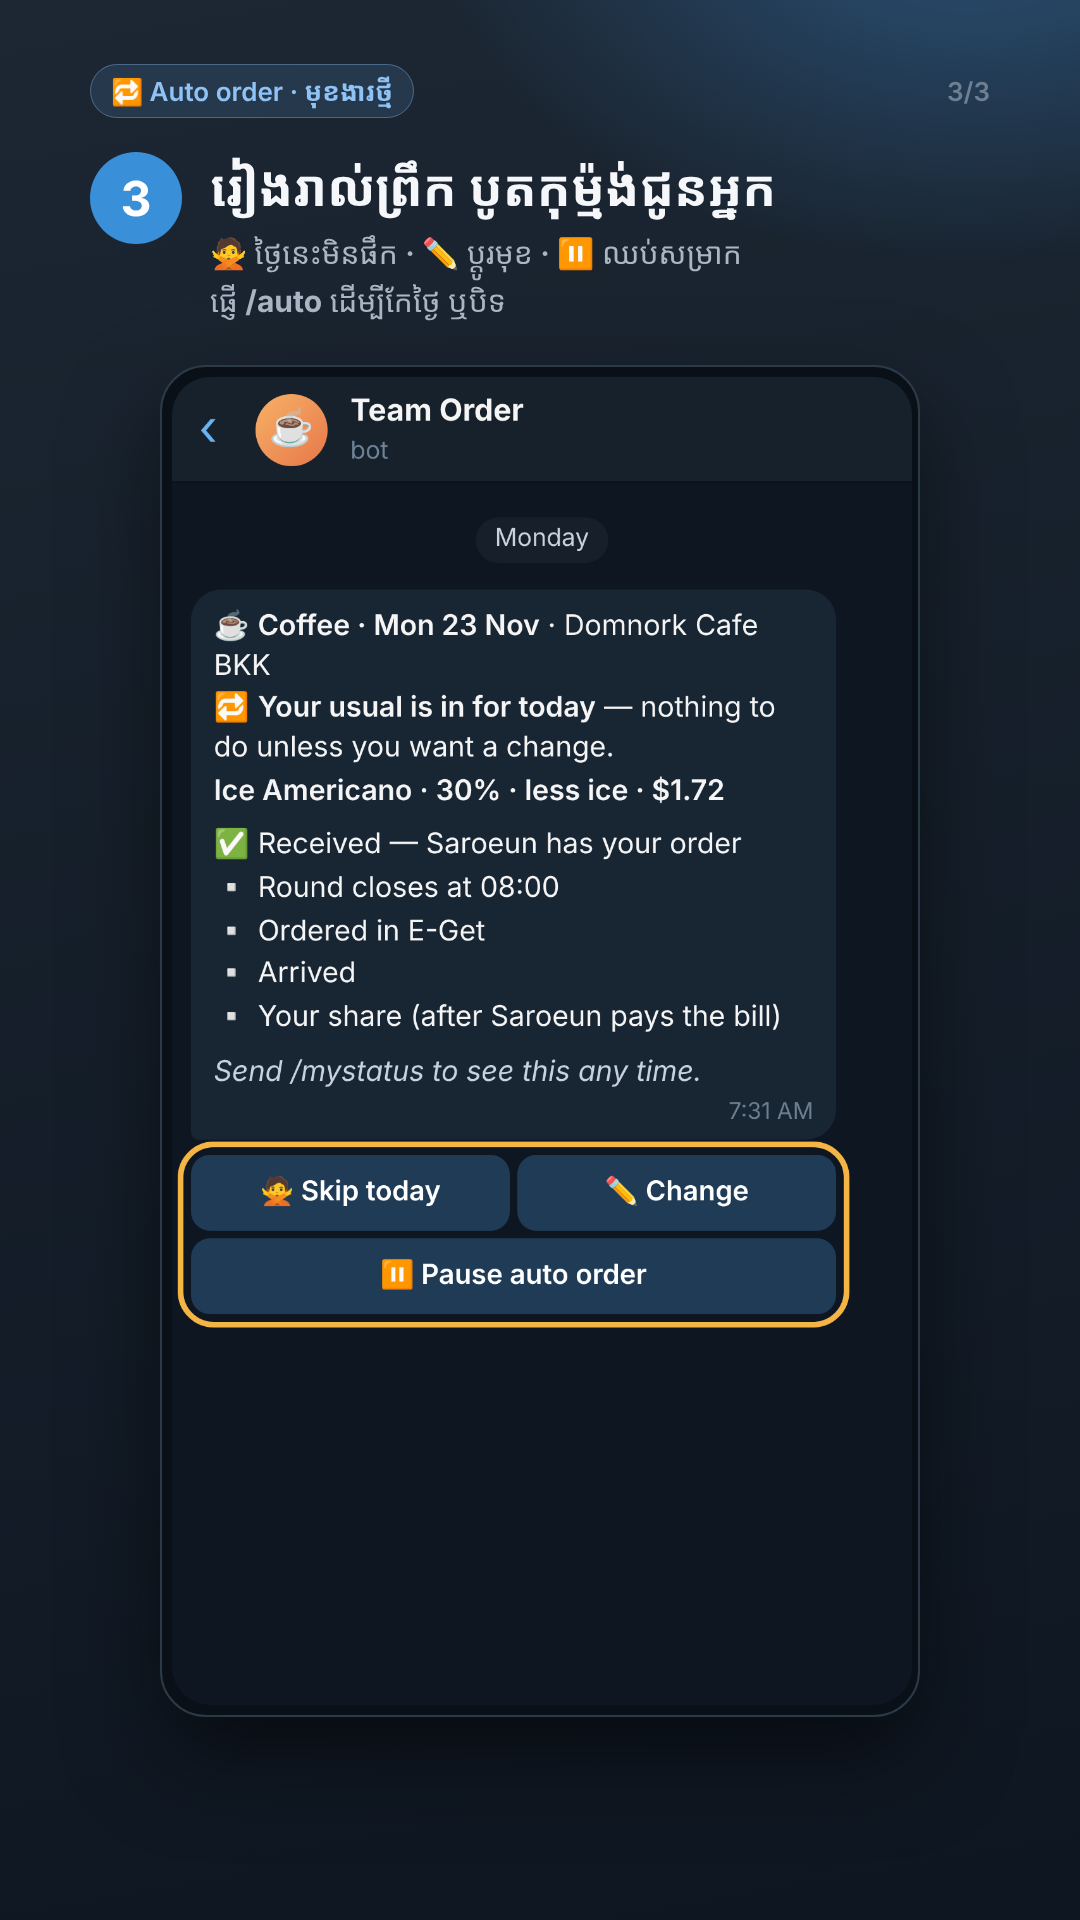 🔁 Auto order · មុខងារថ្មី
3/3
3
រៀងរាល់ព្រឹក បូតកុម្ម៉ង់ជូនអ្នក
🙅 ថ្ងៃនេះមិនផឹក · ✏️ ប្តូរមុខ · ⏸️ ឈប់សម្រាក
ផ្ញើ /auto ដើម្បីកែថ្ងៃ ឬបិទ
Team Order
bot
Monday
☕ Coffee · Mon 23 Nov · Domnork Cafe
BKK
🔁 Your usual is in for today — nothing to
do unless you want a change.
Ice Americano · 30% · less ice · $1.72
✅ Received — Saroeun has your order
▫️ Round closes at 08:00
▫️ Ordered in E-Get
▫️ Arrived
▫️ Your share (after Saroeun pays the bill)
Send /mystatus to see this any time.
7:31 AM
🙅 Skip today
✏️ Change
⏸️ Pause auto order